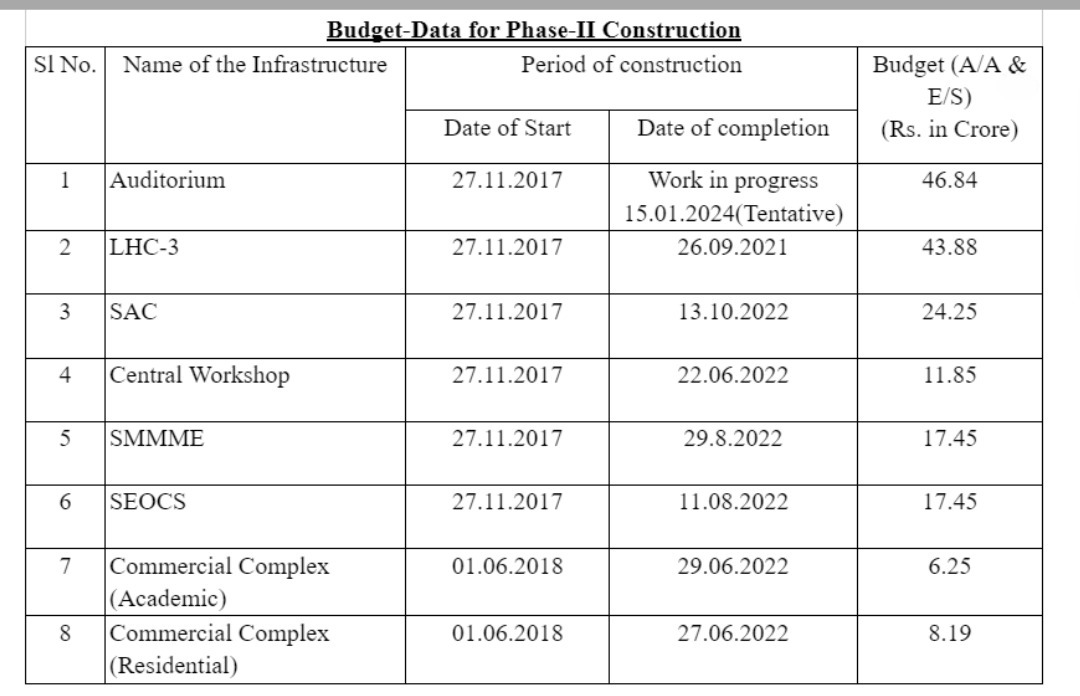 Budget-Data for Phase-II Construction
Sl No. Name of the Infrastructure Period of construction Budget (A/A &
E/S)
(Rs. in Crore)
Date of Start Date of completion
1 Auditorium 27.11.2017 Work in progress 46.84
15.01.2024(Tentative)
2 LHC-3 27.11.2017 26.09.2021 43.88
3 SAC 27.11.2017 13.10.2022 24.25
4 Central Workshop 27.11.2017 22.06.2022 11.85
5 SMMME 27.11.2017 29.8.2022 17.45
6 SEOCS 27.11.2017 11.08.2022 17.45
7 Commercial Complex 01.06.2018 29.06.2022 6.25
(Academic)
8 Commercial Complex 01.06.2018 27.06.2022 8.19
(Residential)